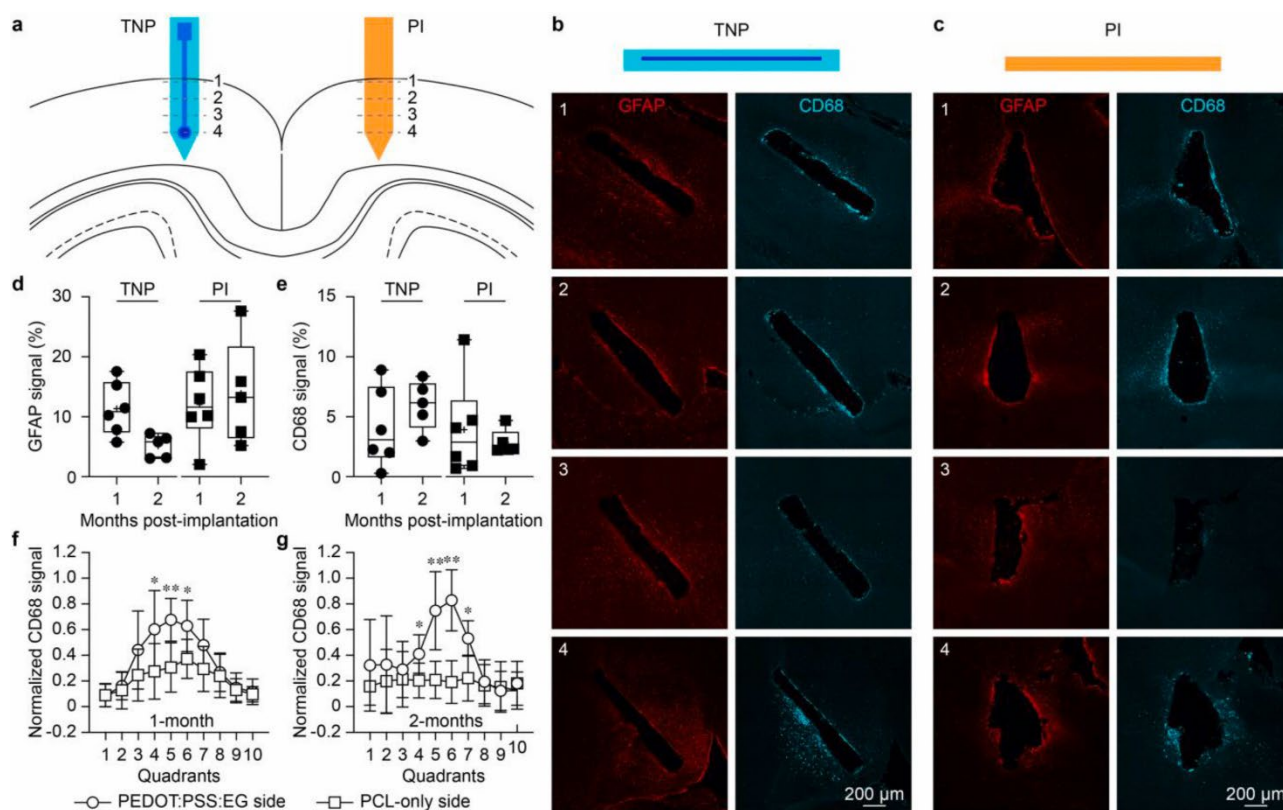 a
TNP
PI
1
2
3
4
1
2
3
4
b
TNP
1
GFAP
CD68
2
3
4
200 µm
c
PI
1
GFAP
CD68
2
3
4
200 µm
d
TNP
PI
GFAP signal (%)
30
20
10
0
1
2
1
2
Months post-implantation
e
TNP
PI
CD68 signal (%)
15
10
5
0
1
2
1
2
Months post-implantation
f
Normalized CD68 signal
1.2
1.0
0.8
0.6
0.4
0.2
0
-0.2
* ** *
1-month
1 2 3 4 5 6 7 8 9 10
Quadrants
g
Normalized CD68 signal
1.2
1.0
0.8
0.6
0.4
0.2
0
-0.2
* ** ** *
2-months
1 2 3 4 5 6 7 8 9 10
Quadrants
PEDOT:PSS:EG side
PCL-only side